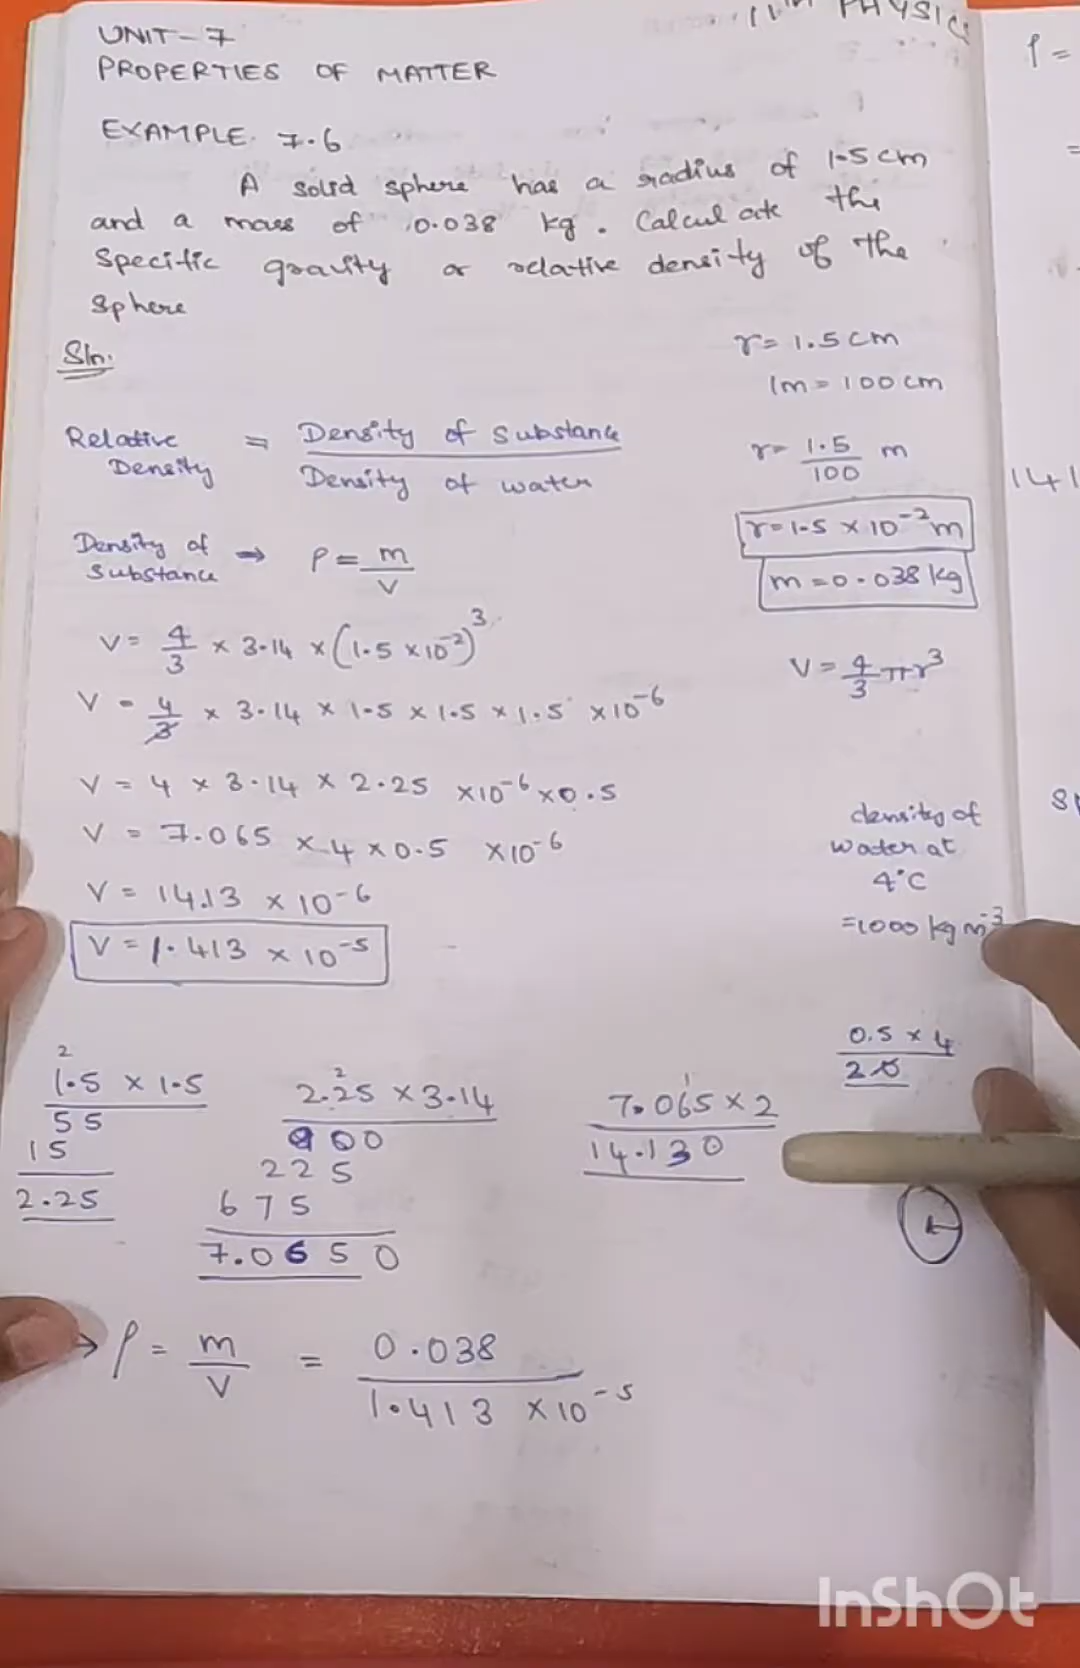 11th PHYSICS
UNIT-7
PROPERTIES OF MATTER
EXAMPLE 7.6
A solid sphere has a radius of 1.5 cm
and a mass of 0.038 kg. Calculate the
specific gravity or relative density of the
sphere
Sln:
r = 1.5 cm
1m = 100 cm
r = 1.5/100 m
r = 1.5 × 10⁻² m
m = 0.038 kg
Relative Density = Density of substance / Density of water
Density of substance → ρ = m/V
V = 4/3 × 3.14 × (1.5 × 10⁻²)³
V = 4/3 πr³
V = 4/3 × 3.14 × 1.5 × 1.5 × 1.5 × 10⁻⁶
V = 4 × 3.14 × 2.25 × 10⁻⁶ × 0.5
V = 7.065 × 4 × 0.5 × 10⁻⁶
V = 14.13 × 10⁻⁶
V = 1.413 × 10⁻⁵
density of
water at
4°C
= 1000 kg m⁻³
2
1.5 × 1.5
55
15
2.25
2
2.25 × 3.14
900
225
675
7.0650
1
7.065 × 2
14.130
0.5 × 4
2.0
→ ρ = m/V = 0.038 / 1.413 × 10⁻⁵
ρ =
=
141
InShOt